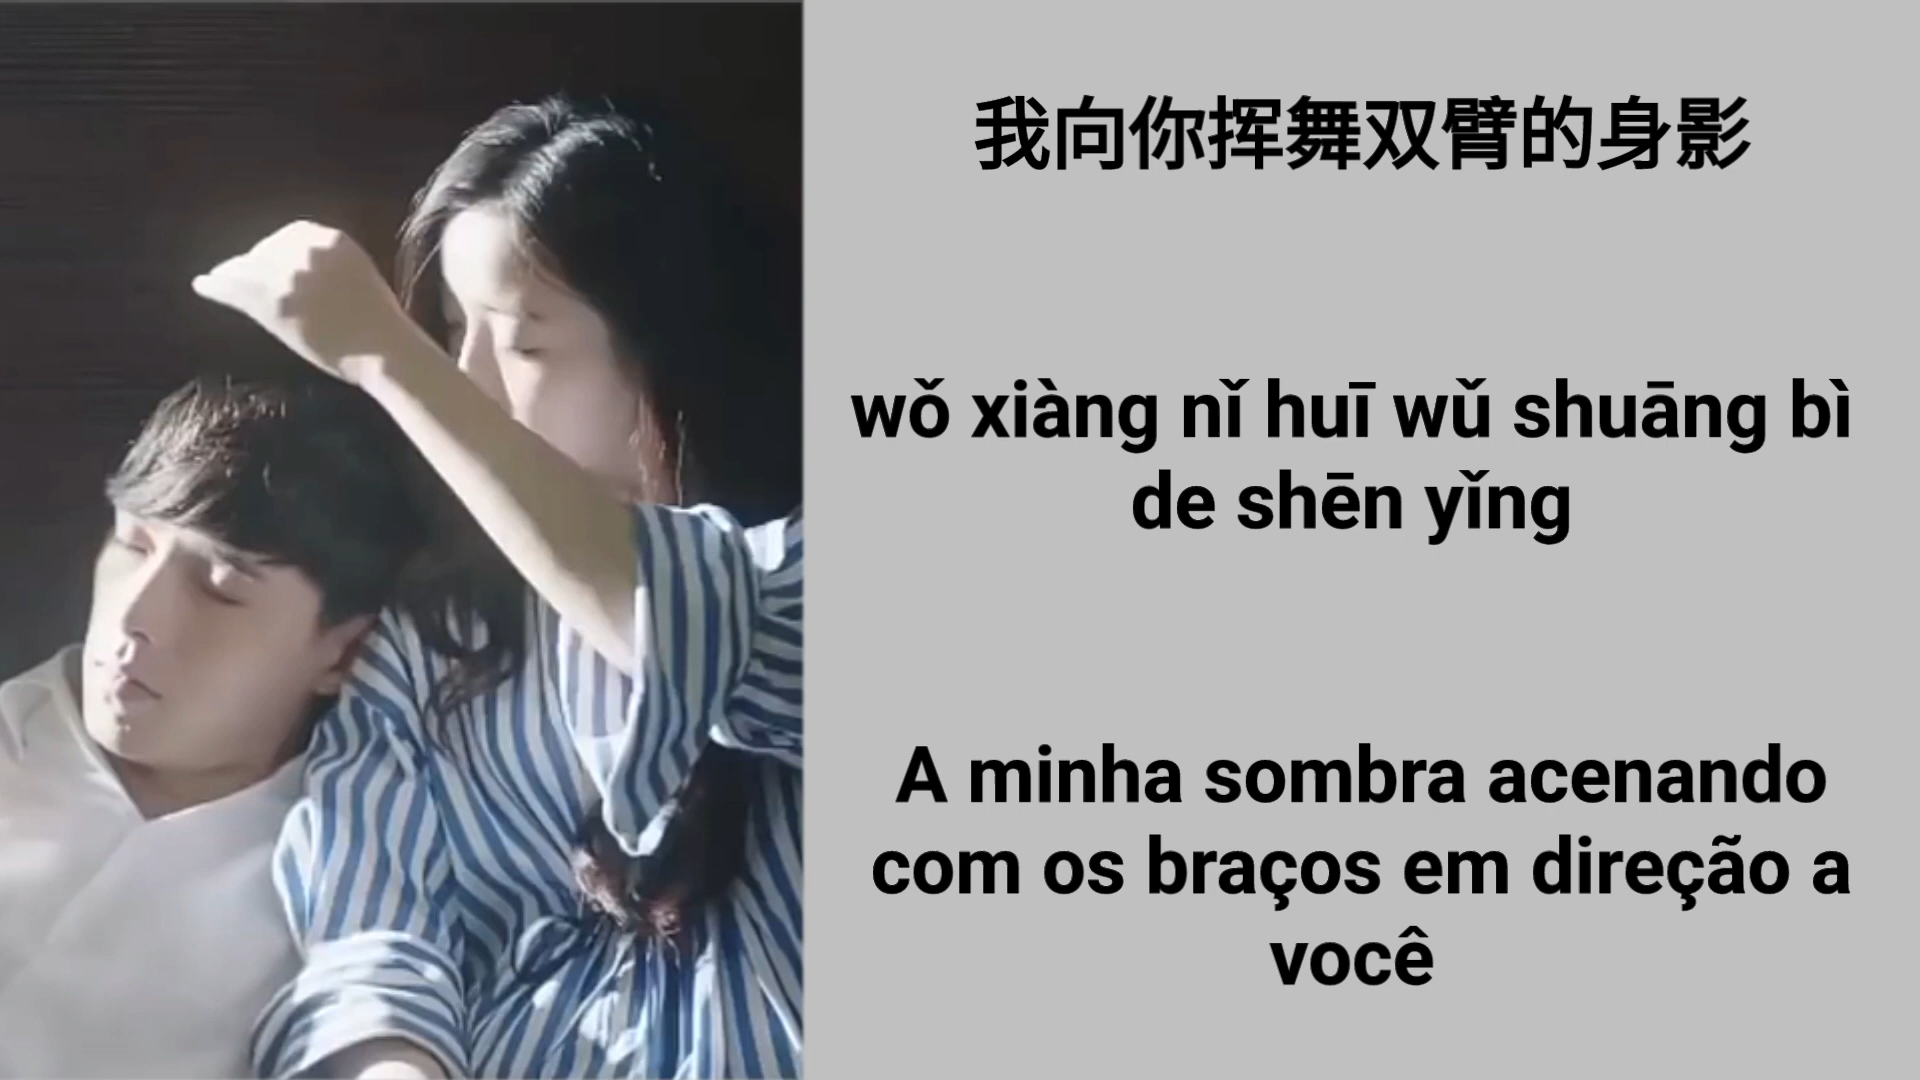 我向你挥舞双臂的身影
wǒ xiàng nǐ huī wǔ shuāng bì
de shēn yǐng
A minha sombra acenando
com os braços em direção a
você